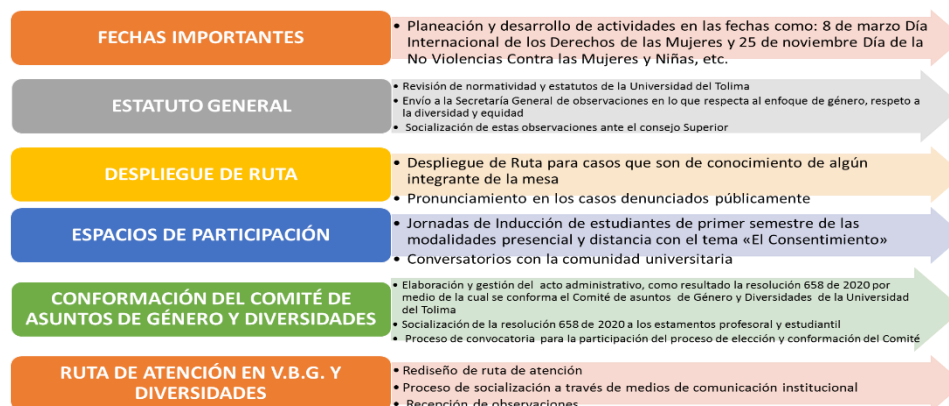 FECHAS IMPORTANTES
• Planeación y desarrollo de actividades en las fechas como: 8 de marzo Día
Internacional de los Derechos de las Mujeres y 25 de noviembre Día de la
No Violencias Contra las Mujeres y Niñas, etc.
ESTATUTO GENERAL
• Revisión de normatividad y estatutos de la Universidad del Tolima
• Envío a la Secretaría General de observaciones en lo que respecta al enfoque de género, respeto a
la diversidad y equidad
• Socialización de estas observaciones ante el consejo Superior
DESPLIEGUE DE RUTA
• Despliegue de Ruta para casos que son de conocimiento de algún
integrante de la mesa
• Pronunciamiento en los casos denunciados públicamente
ESPACIOS DE PARTICIPACIÓN
• Jornadas de Inducción de estudiantes de primer semestre de las
modalidades presencial y distancia con el tema «El Consentimiento»
• Conversatorios con la comunidad universitaria
CONFORMACIÓN DEL COMITÉ DE
ASUNTOS DE GÉNERO Y DIVERSIDADES
• Elaboración y gestión del acto administrativo, como resultado la resolución 658 de 2020 por
medio de la cual se conforma el Comité de asuntos de Género y Diversidades de la Universidad
del Tolima
• Socialización de la resolución 658 de 2020 a los estamentos profesoral y estudiantil
• Proceso de convocatoria para la participación del proceso de elección y conformación del Comité
RUTA DE ATENCIÓN EN V.B.G. Y
DIVERSIDADES
• Rediseño de ruta de atención
• Proceso de socialización a través de medios de comunicación institucional
• Recepción de observaciones